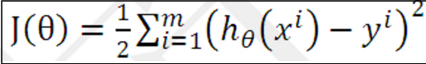 J(θ) = 1/2 ∑ᵢ₌₁ᵐ (h_θ(xⁱ) − yⁱ)²